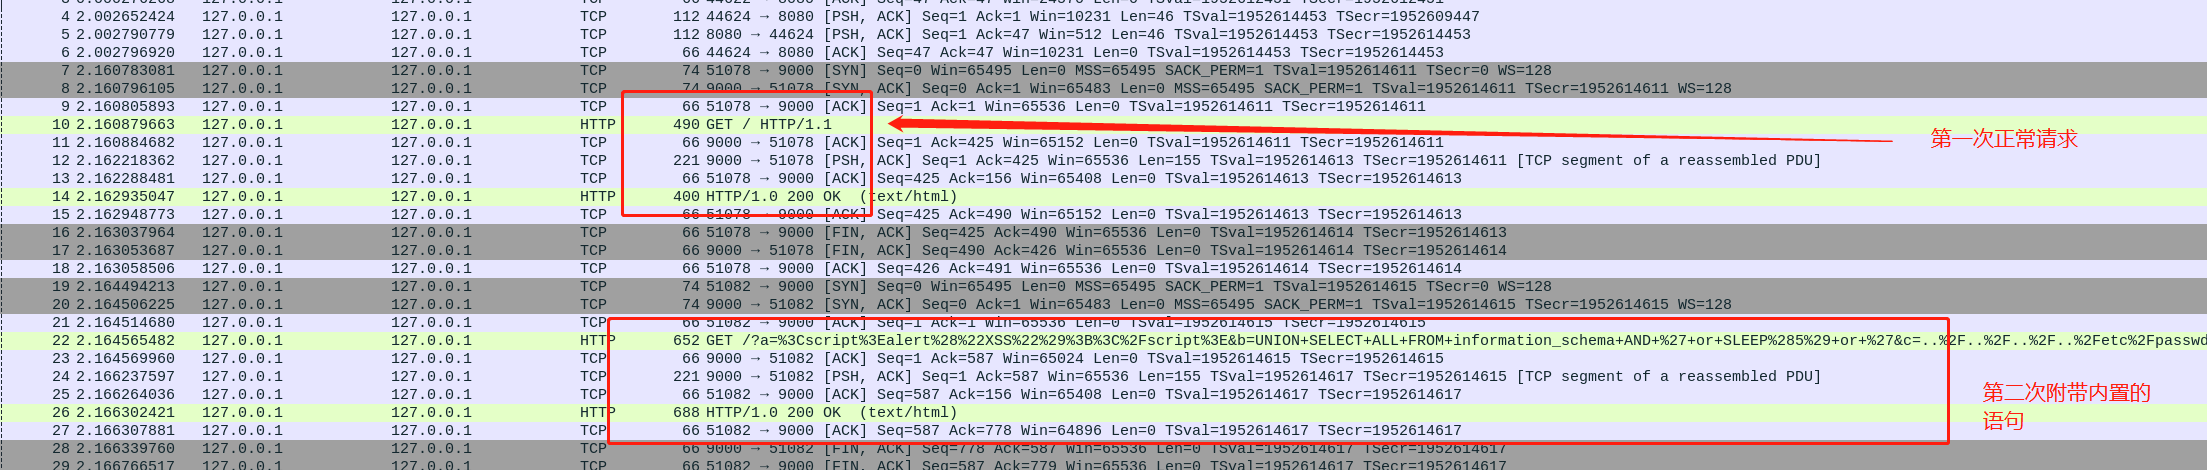 4 2.002652424 127.0.0.1 127.0.0.1 TCP 112 44624 → 8080 [PSH, ACK] Seq=1 Ack=1 Win=10231 Len=46 TSval=1952614453 TSecr=1952609447
5 2.002790779 127.0.0.1 127.0.0.1 TCP 112 8080 → 44624 [PSH, ACK] Seq=1 Ack=47 Win=512 Len=46 TSval=1952614453 TSecr=1952614453
6 2.002796920 127.0.0.1 127.0.0.1 TCP 66 44624 → 8080 [ACK] Seq=47 Ack=47 Win=10231 Len=0 TSval=1952614453 TSecr=1952614453
7 2.160783081 127.0.0.1 127.0.0.1 TCP 74 51078 → 9000 [SYN] Seq=0 Win=65495 Len=0 MSS=65495 SACK_PERM=1 TSval=1952614611 TSecr=0 WS=128
8 2.160796105 127.0.0.1 127.0.0.1 TCP 74 9000 → 51078 [SYN, ACK] Seq=0 Ack=1 Win=65483 Len=0 MSS=65495 SACK_PERM=1 TSval=1952614611 TSecr=1952614611 WS=128
9 2.160805893 127.0.0.1 127.0.0.1 TCP 66 51078 → 9000 [ACK] Seq=1 Ack=1 Win=65536 Len=0 TSval=1952614611 TSecr=1952614611
10 2.160879663 127.0.0.1 127.0.0.1 HTTP 490 GET / HTTP/1.1
第一次正常请求
11 2.160884682 127.0.0.1 127.0.0.1 TCP 66 9000 → 51078 [ACK] Seq=1 Ack=425 Win=65152 Len=0 TSval=1952614611 TSecr=1952614611
12 2.162218362 127.0.0.1 127.0.0.1 TCP 221 9000 → 51078 [PSH, ACK] Seq=1 Ack=425 Win=65536 Len=155 TSval=1952614613 TSecr=1952614611 [TCP segment of a reassembled PDU]
13 2.162288481 127.0.0.1 127.0.0.1 TCP 66 51078 → 9000 [ACK] Seq=425 Ack=156 Win=65408 Len=0 TSval=1952614613 TSecr=1952614613
14 2.162935047 127.0.0.1 127.0.0.1 HTTP 400 HTTP/1.0 200 OK (text/html)
15 2.162948773 127.0.0.1 127.0.0.1 TCP 66 51078 → 9000 [ACK] Seq=425 Ack=490 Win=65152 Len=0 TSval=1952614613 TSecr=1952614613
16 2.163037964 127.0.0.1 127.0.0.1 TCP 66 51078 → 9000 [FIN, ACK] Seq=425 Ack=490 Win=65536 Len=0 TSval=1952614614 TSecr=1952614613
17 2.163053687 127.0.0.1 127.0.0.1 TCP 66 9000 → 51078 [FIN, ACK] Seq=490 Ack=426 Win=65536 Len=0 TSval=1952614614 TSecr=1952614614
18 2.163058506 127.0.0.1 127.0.0.1 TCP 66 51078 → 9000 [ACK] Seq=426 Ack=491 Win=65536 Len=0 TSval=1952614614 TSecr=1952614614
19 2.164494213 127.0.0.1 127.0.0.1 TCP 74 51082 → 9000 [SYN] Seq=0 Win=65495 Len=0 MSS=65495 SACK_PERM=1 TSval=1952614615 TSecr=0 WS=128
20 2.164506225 127.0.0.1 127.0.0.1 TCP 74 9000 → 51082 [SYN, ACK] Seq=0 Ack=1 Win=65483 Len=0 MSS=65495 SACK_PERM=1 TSval=1952614615 TSecr=1952614615 WS=128
21 2.164514680 127.0.0.1 127.0.0.1 TCP 66 51082 → 9000 [ACK] Seq=1 Ack=1 Win=65536 Len=0 TSval=1952614615 TSecr=1952614615
22 2.164565482 127.0.0.1 127.0.0.1 HTTP 652 GET /?a=%3Cscript%3Ealert%28%22XSS%22%29%3B%3C%2Fscript%3E&b=UNION+SELECT+ALL+FROM+information_schema+AND+%27+or+SLEEP%285%29+or+%27&c=..%2F..%2F..%2F..%2Fetc%2Fpasswd
23 2.164569960 127.0.0.1 127.0.0.1 TCP 66 9000 → 51082 [ACK] Seq=1 Ack=587 Win=65024 Len=0 TSval=1952614615 TSecr=1952614615
24 2.166237597 127.0.0.1 127.0.0.1 TCP 221 9000 → 51082 [PSH, ACK] Seq=1 Ack=587 Win=65536 Len=155 TSval=1952614617 TSecr=1952614615 [TCP segment of a reassembled PDU]
25 2.166264036 127.0.0.1 127.0.0.1 TCP 66 51082 → 9000 [ACK] Seq=587 Ack=156 Win=65408 Len=0 TSval=1952614617 TSecr=1952614617
第二次附带内置的
语句
26 2.166302421 127.0.0.1 127.0.0.1 HTTP 688 HTTP/1.0 200 OK (text/html)
27 2.166307881 127.0.0.1 127.0.0.1 TCP 66 51082 → 9000 [ACK] Seq=587 Ack=778 Win=64896 Len=0 TSval=1952614617 TSecr=1952614617
28 2.166339760 127.0.0.1 127.0.0.1 TCP 66 9000 → 51082 [FIN, ACK] Seq=778 Ack=587 Win=65536 Len=0 TSval=1952614617 TSecr=1952614617
29 2.166766517 127.0.0.1 127.0.0.1 TCP 66 51082 → 9000 [FIN, ACK] Seq=587 Ack=779 Win=65536 Len=0 TSval=1952614617 TSecr=1952614617